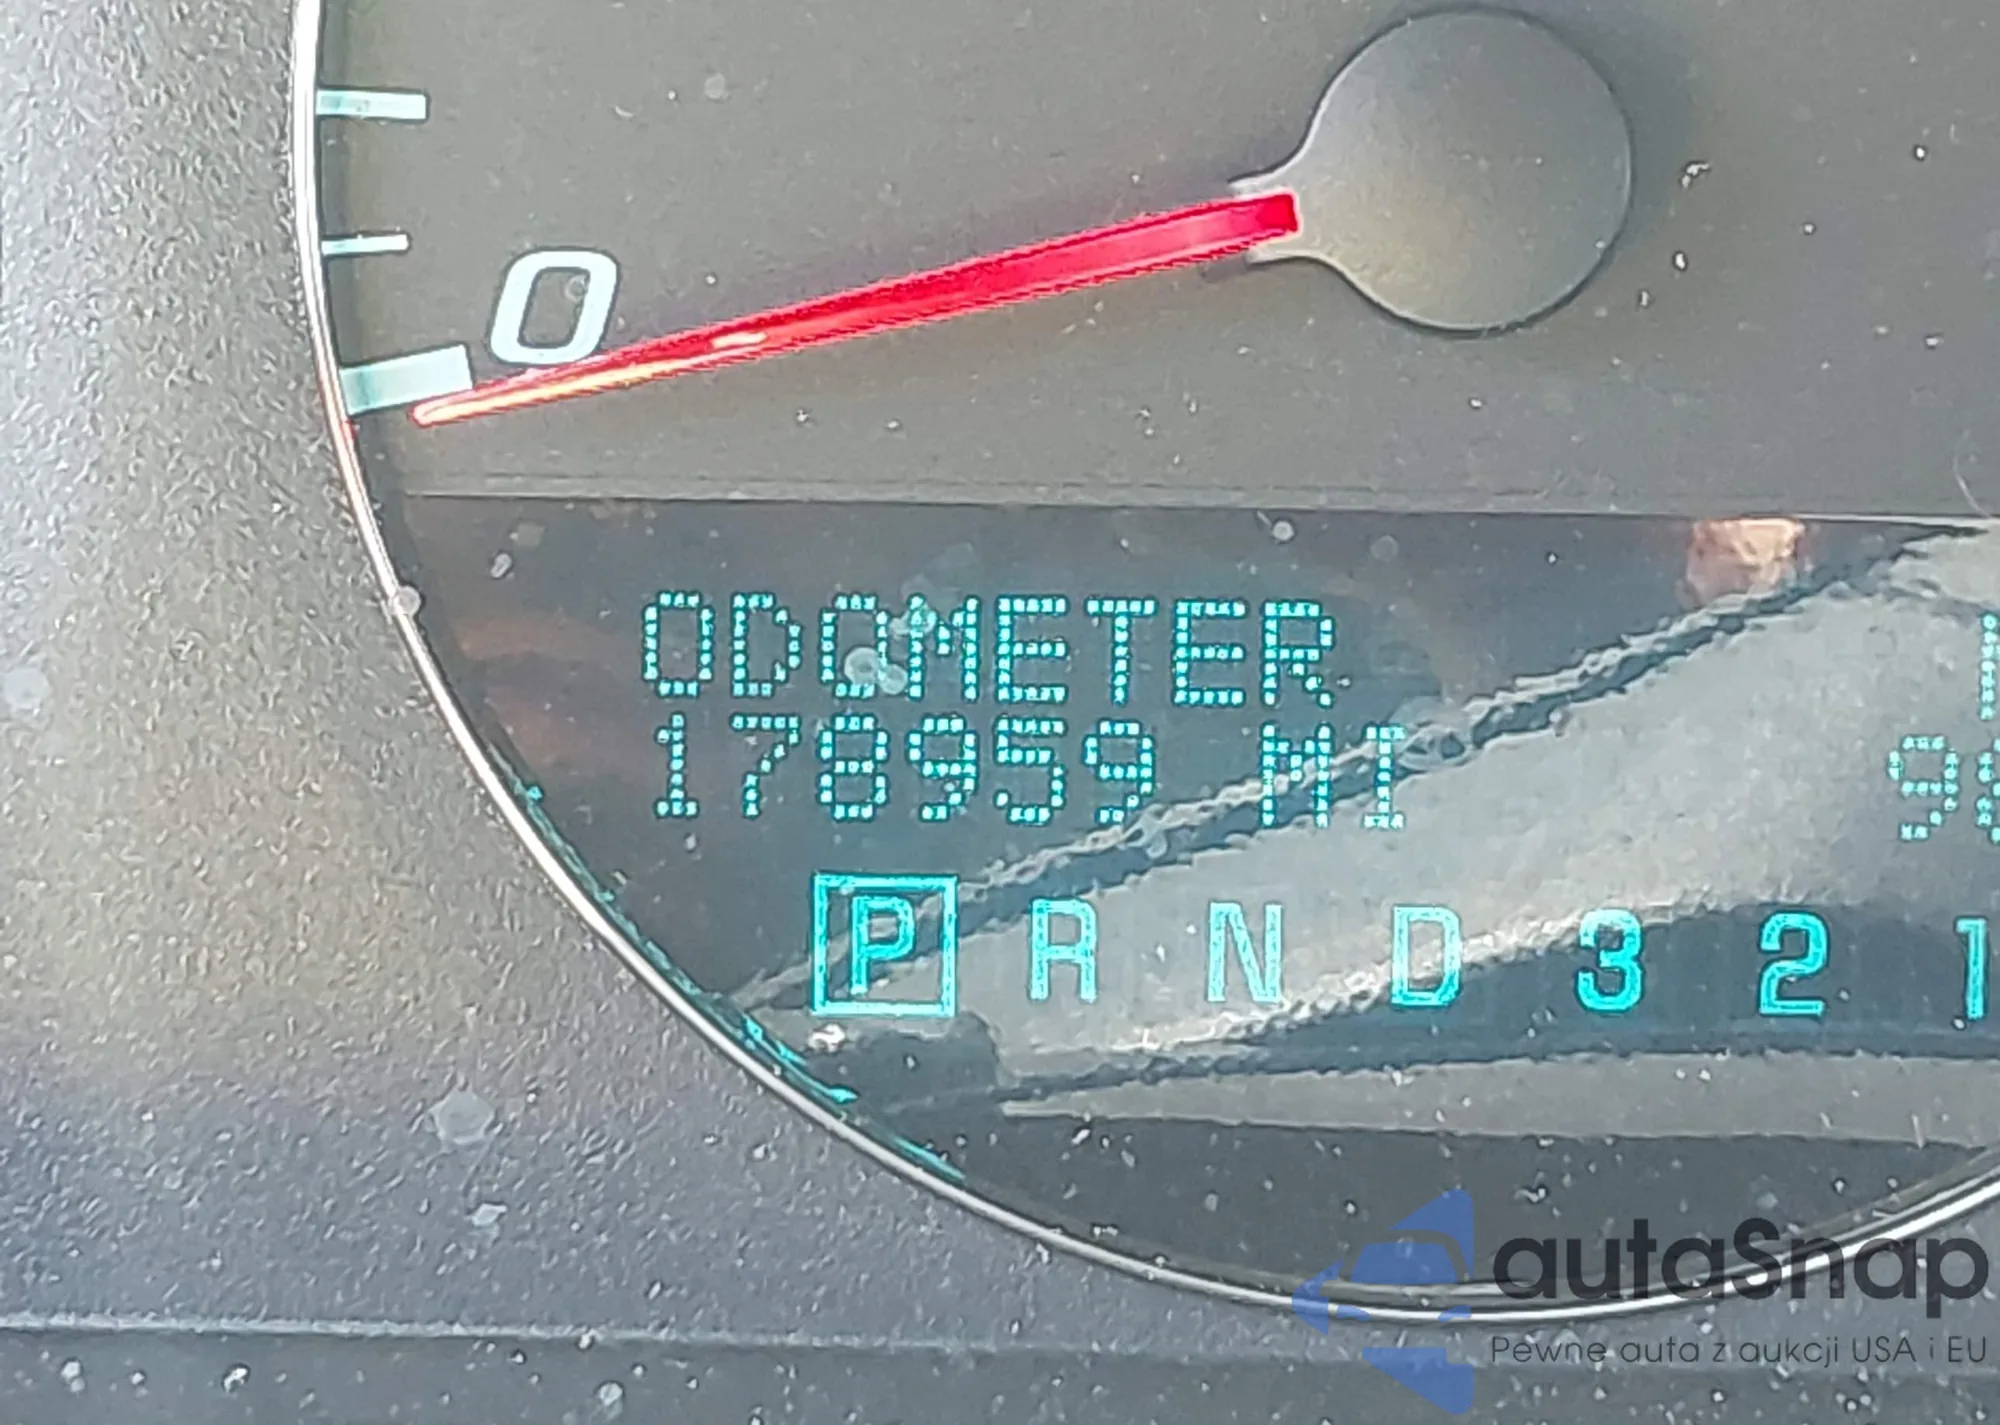 0
ODOMETER
178959 MI
P R N D 3 2 1
autaSnap
Pewne auta z aukcji USA i EU